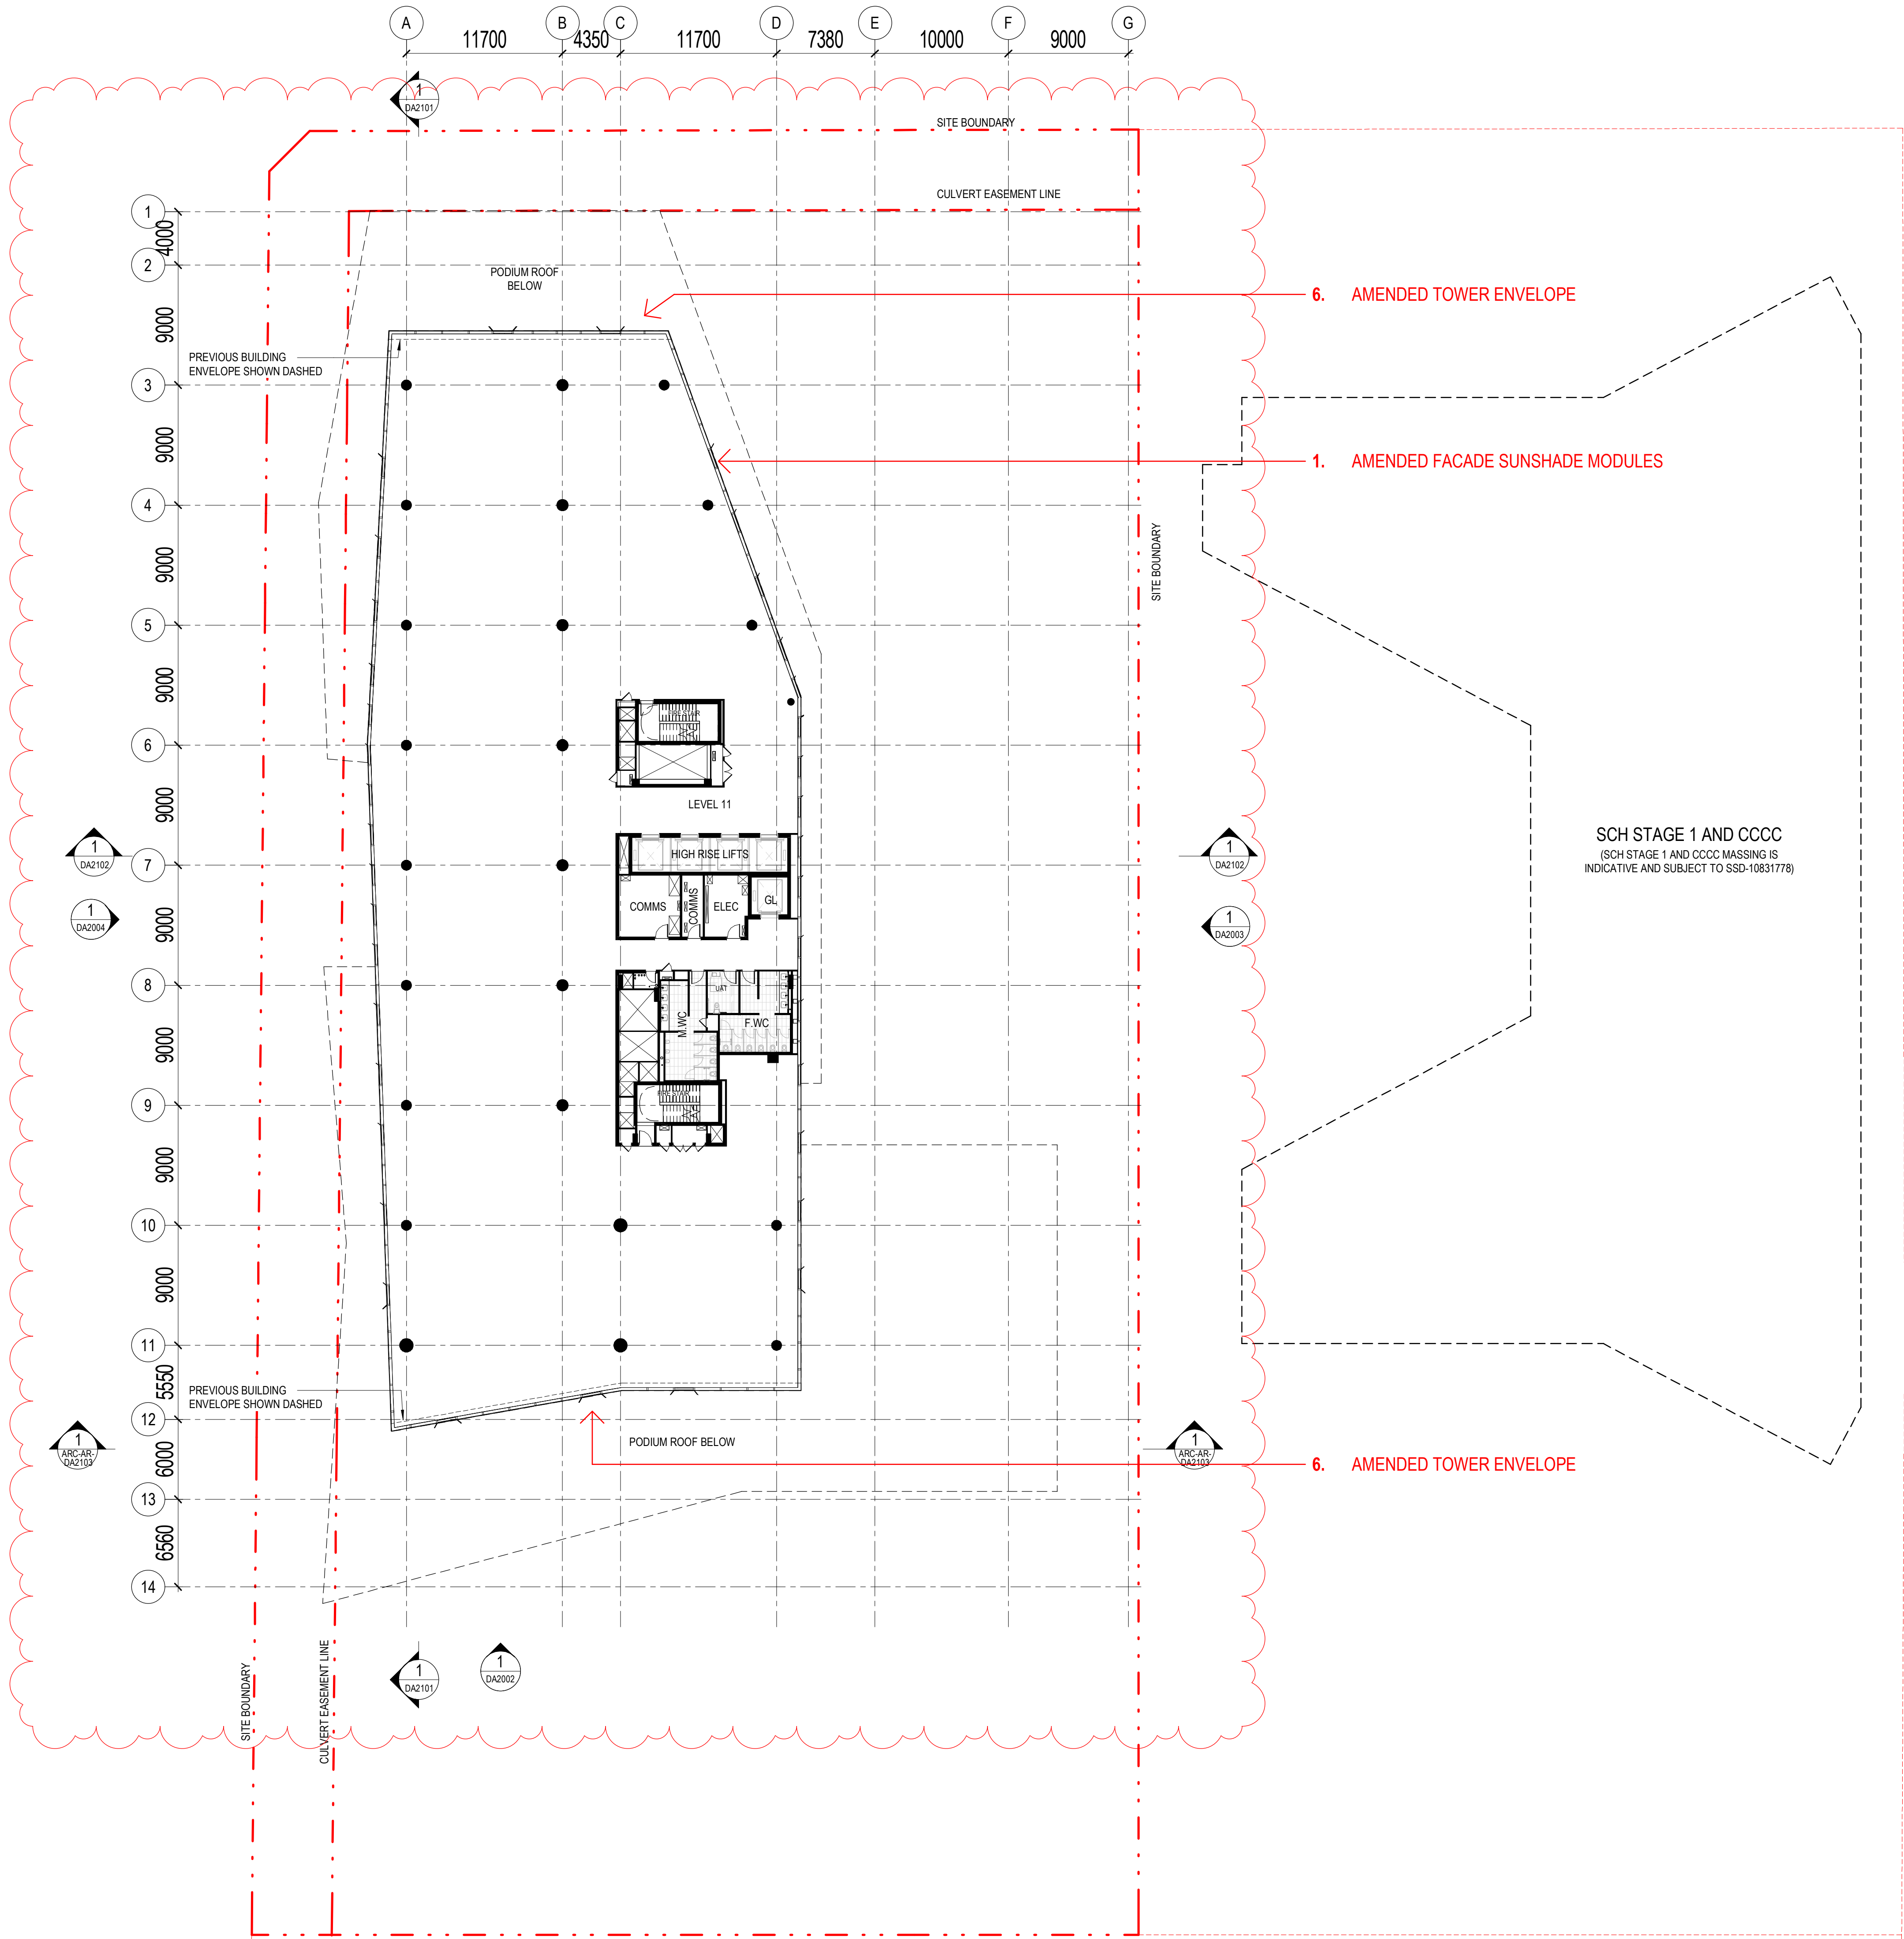 A
B
C
D
E
F
G
11700
4350
11700
7380
10000
9000
1
DA2101
SITE BOUNDARY
CULVERT EASEMENT LINE
1
4000
2
PODIUM ROOF
BELOW
6. AMENDED TOWER ENVELOPE
9000
PREVIOUS BUILDING
ENVELOPE SHOWN DASHED
3
9000
1. AMENDED FACADE SUNSHADE MODULES
4
SITE BOUNDARY
9000
5
9000
FIRE STAIR
6
9000
LEVEL 11
1
DA2102
7
HIGH RISE LIFTS
1
DA2102
SCH STAGE 1 AND CCCC
(SCH STAGE 1 AND CCCC MASSING IS
INDICATIVE AND SUBJECT TO SSD-10831778)
COMMS
COMMS
ELEC
GL
1
DA2004
9000
1
DA2003
8
UAT
M.WC
F.WC
9000
9
FIRE STAIR
9000
10
9000
11
5550
PREVIOUS BUILDING
ENVELOPE SHOWN DASHED
12
1
ARC-AR-
DA2103
6000
PODIUM ROOF BELOW
1
ARC-AR-
DA2103
6. AMENDED TOWER ENVELOPE
13
6560
14
SITE BOUNDARY
CULVERT EASEMENT LINE
1
DA2101
1
DA2002